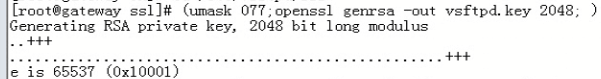 [root@gateway ssl]# (umask 077;openssl genrsa -out vsftpd.key 2048; )
Generating RSA private key, 2048 bit long modulus
..+++
....................................................+++
e is 65537 (0x10001)